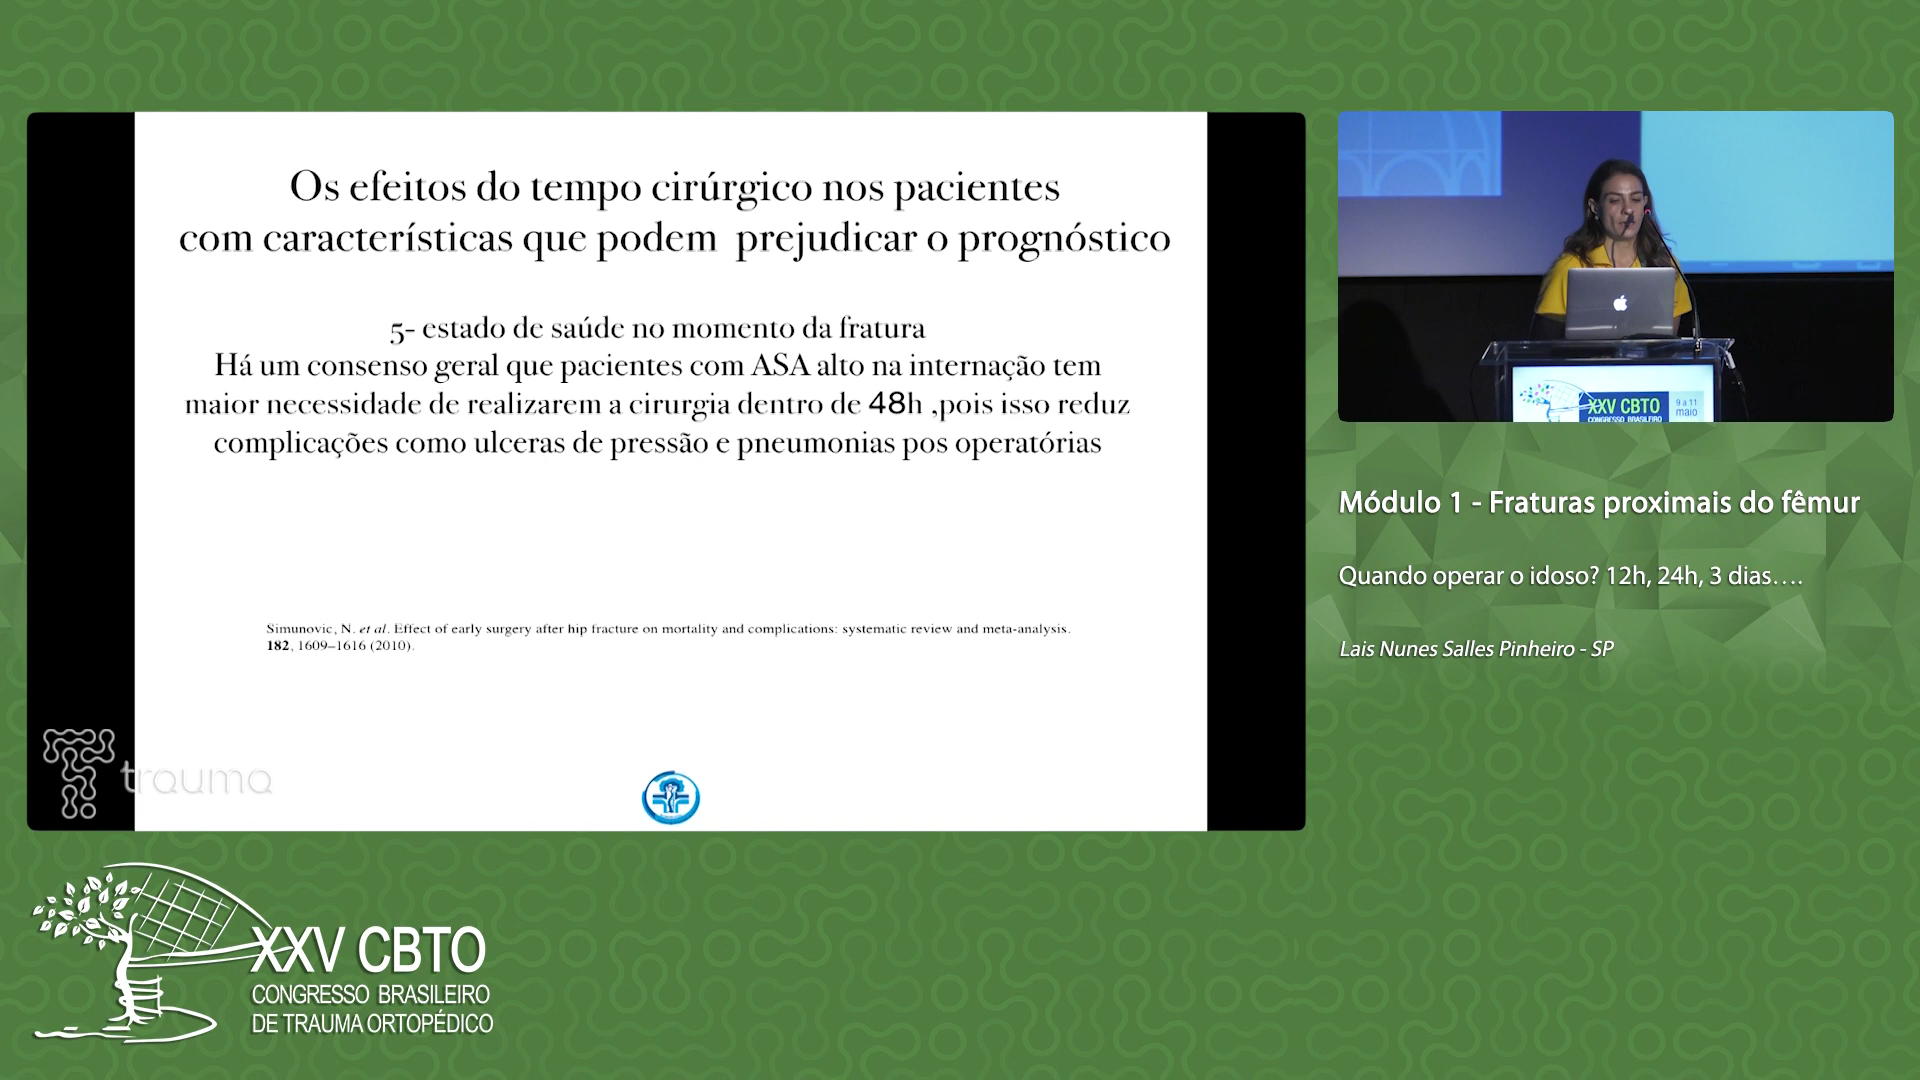 Os efeitos do tempo cirúrgico nos pacientes
com características que podem prejudicar o prognóstico
5- estado de saúde no momento da fratura
Há um consenso geral que pacientes com ASA alto na internação tem
maior necessidade de realizarem a cirurgia dentro de 48h ,pois isso reduz
complicações como ulceras de pressão e pneumonias pos operatórias
Simunovic, N. et al. Effect of early surgery after hip fracture on mortality and complications: systematic review and meta-analysis.
182, 1609–1616 (2010).
trauma
XXV CBTO
CONGRESSO BRASILEIRO
9 a 11
maio
Módulo 1 - Fraturas proximais do fêmur
Quando operar o idoso? 12h, 24h, 3 dias….
Lais Nunes Salles Pinheiro - SP
XXV CBTO
CONGRESSO BRASILEIRO
DE TRAUMA ORTOPÉDICO